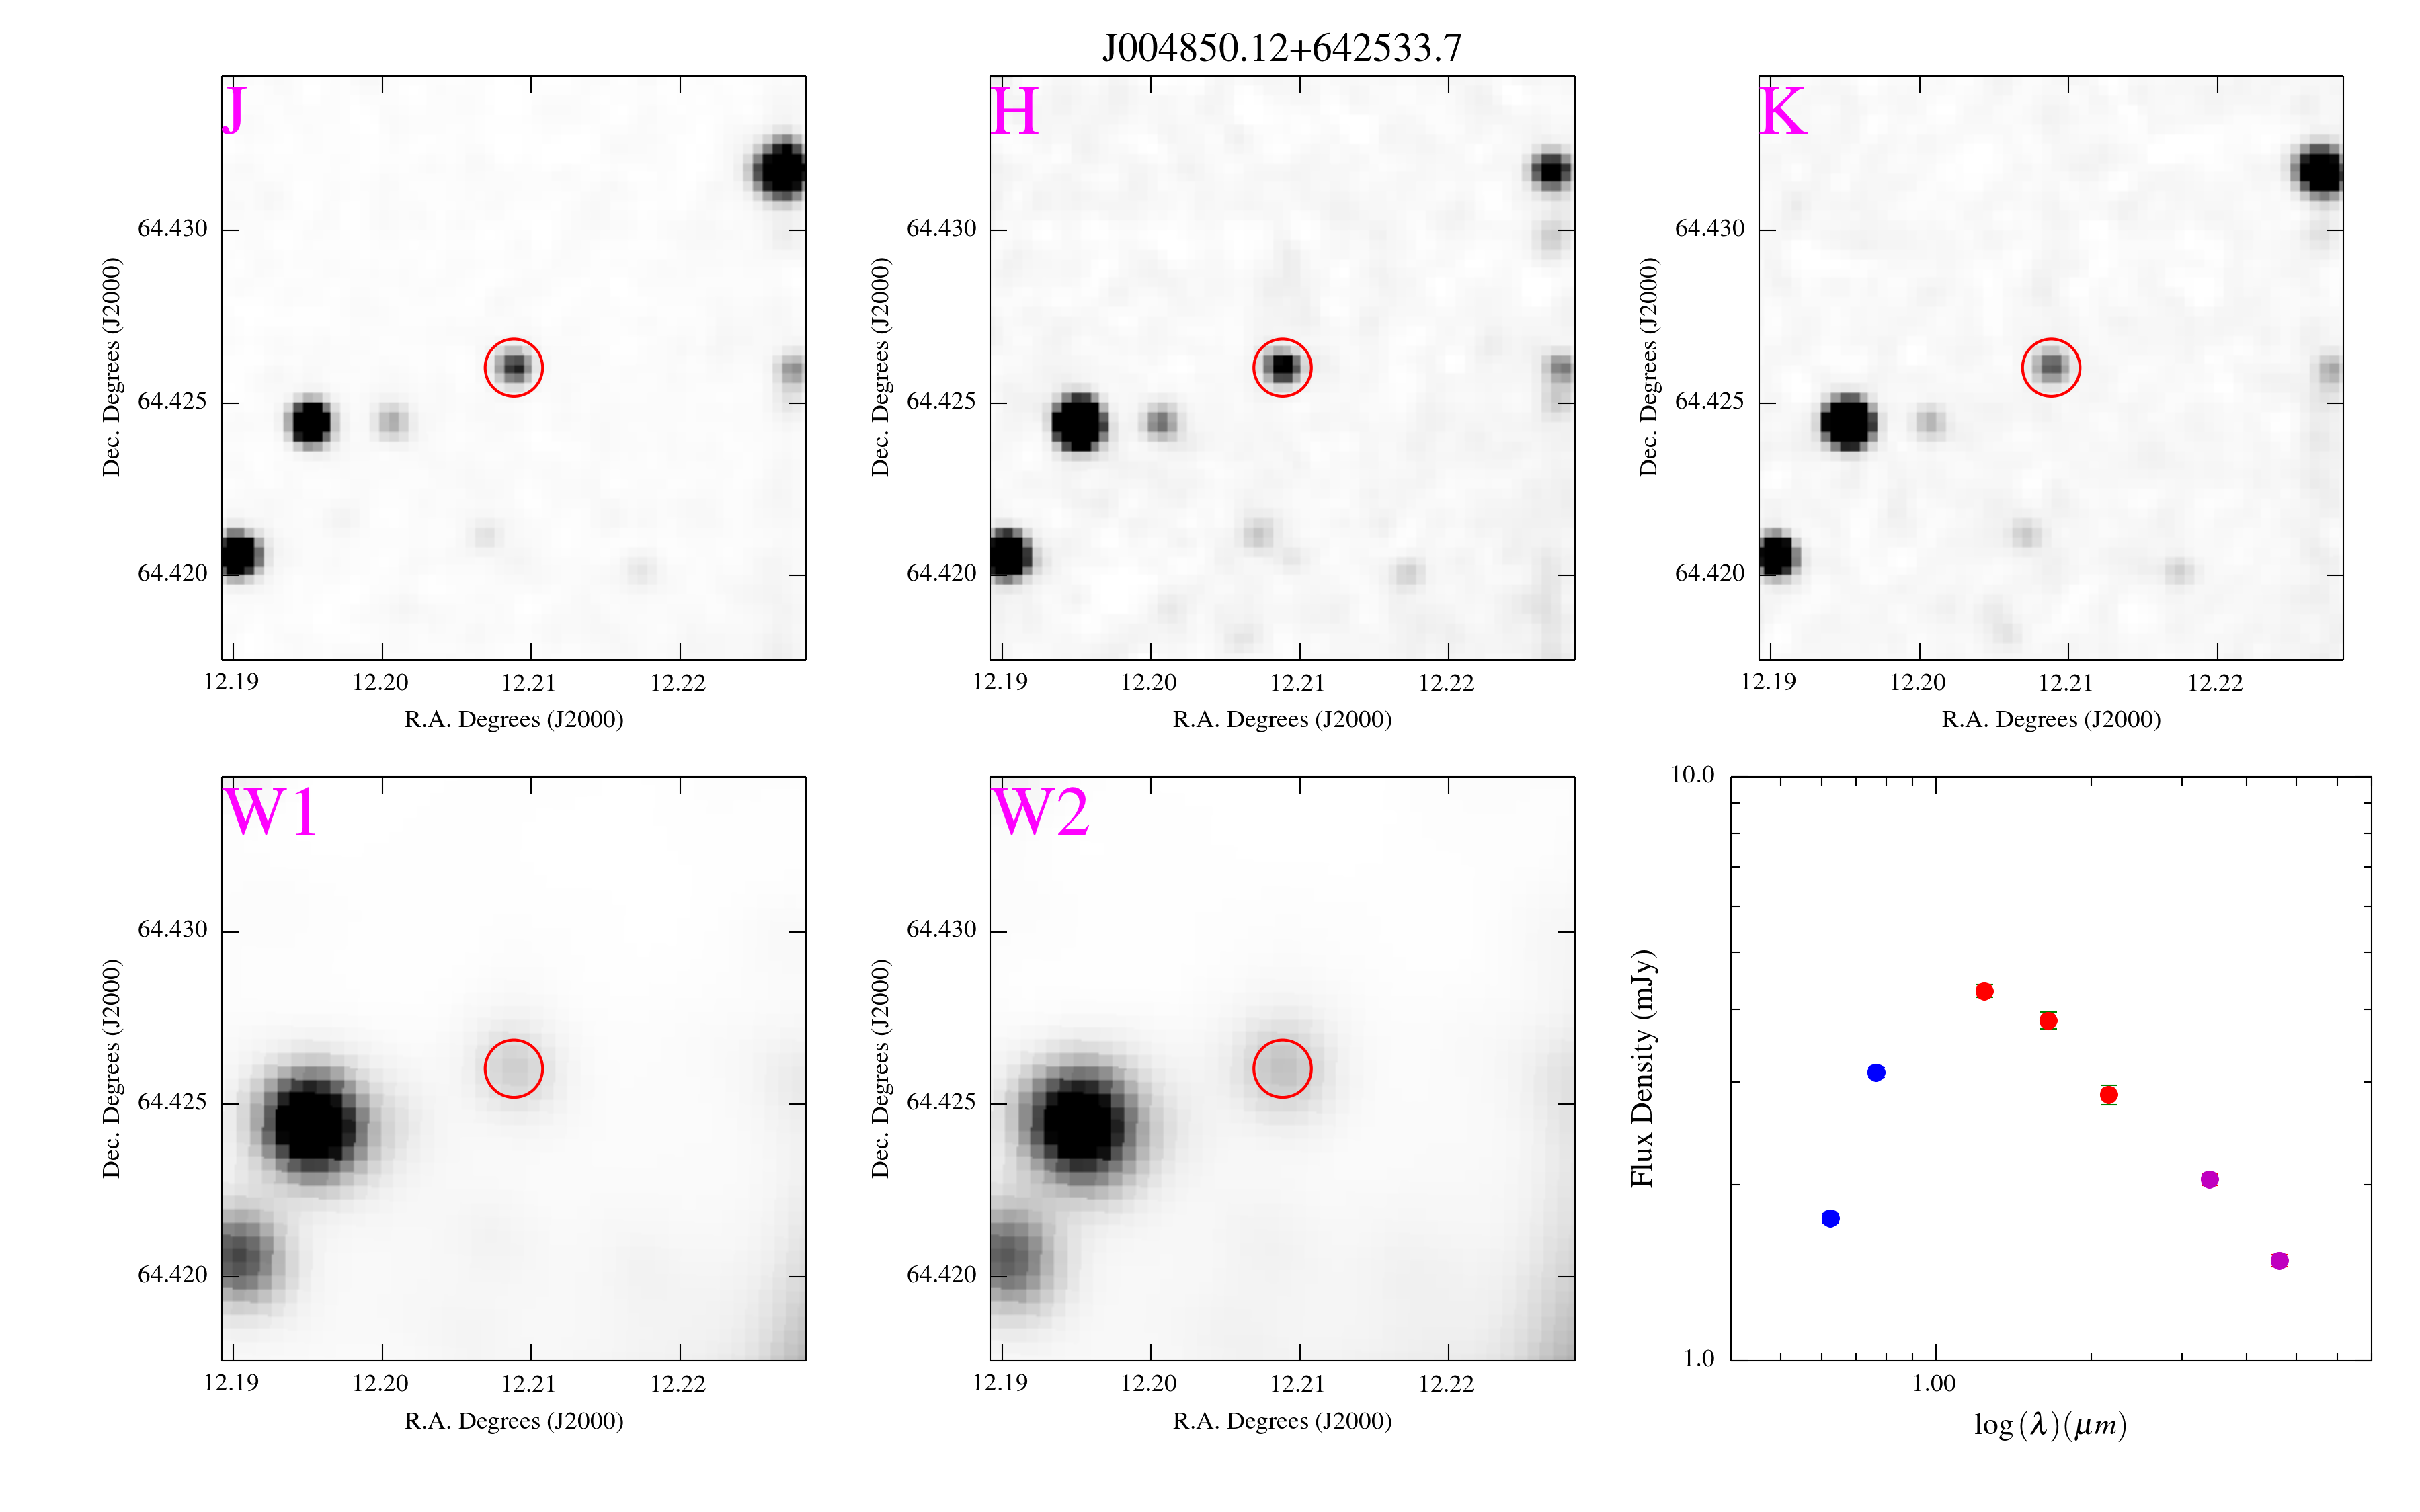 J004850.12+642533.7
J
H
K
64.430
64.425
64.420
Dec. Degrees (J2000)
12.19 12.20 12.21 12.22
R.A. Degrees (J2000)
64.430
64.425
64.420
Dec. Degrees (J2000)
12.19 12.20 12.21 12.22
R.A. Degrees (J2000)
64.430
64.425
64.420
Dec. Degrees (J2000)
12.19 12.20 12.21 12.22
R.A. Degrees (J2000)
W1
64.430
64.425
64.420
Dec. Degrees (J2000)
12.19 12.20 12.21 12.22
R.A. Degrees (J2000)
W2
64.430
64.425
64.420
Dec. Degrees (J2000)
12.19 12.20 12.21 12.22
R.A. Degrees (J2000)
10.0
1.0
Flux Density (mJy)
1.00
log(λ)(μm)